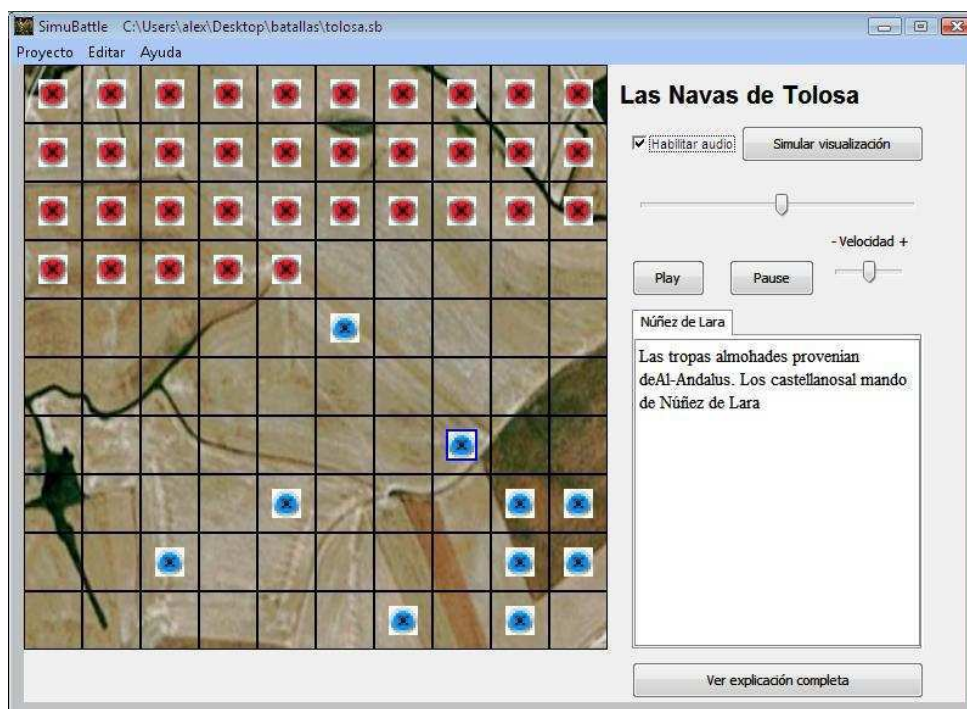 SimuBattle C:\Users\alex\Desktop\batallas\tolosa.sb
Proyecto Editar Ayuda
Las Navas de Tolosa
Habilitar audio
Simular visualización
- Velocidad +
Play
Pause
Núñez de Lara
Las tropas almohades provenian
deAl-Andalus. Los castellanosal mando
de Núñez de Lara
Ver explicación completa